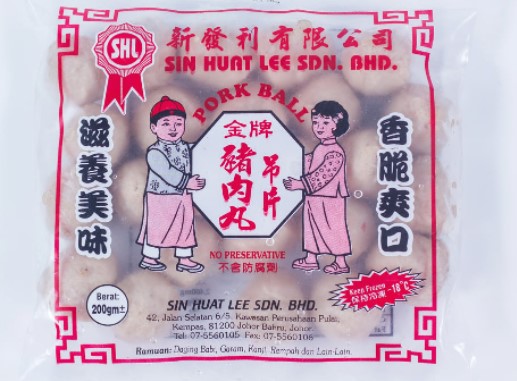 SHL
新發利有限公司
SIN HUAT LEE SDN. BHD.
PORK BALL
滋養美味
金牌
吊片
豬肉丸
香脆爽口
NO PRESERVATIVE
不含防腐劑
Keep Frozen
保持冷凍 -18°C
Berat:
200gm±
SIN HUAT LEE SDN. BHD.
42, Jalan Selatan 6/5, Kawasan Perusahaan Pulai,
Kempas, 81200 Johor Bahru, Johor.
Tel: 07-5560105 Fax: 07-5560106
Ramuan: Daging Babi, Garam, Kanji, Rempah dan Lain-Lain.